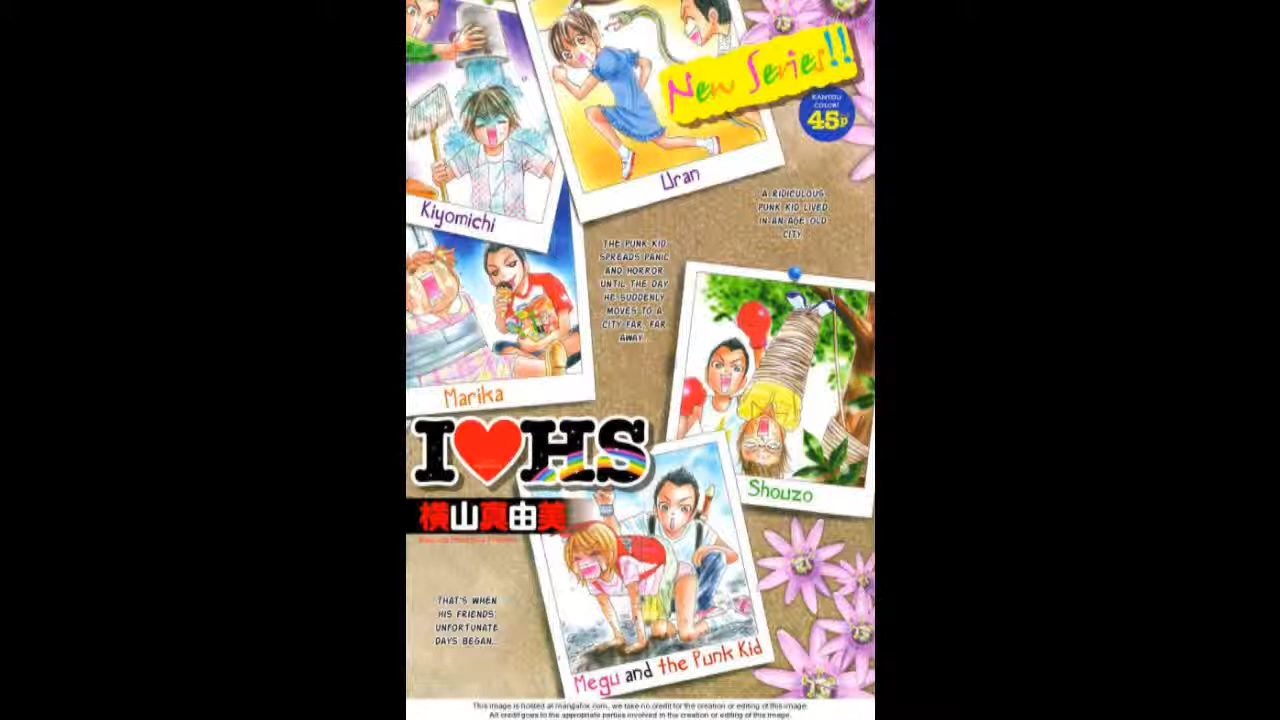 New Series!!
KANZOU
COLOR!
45p
Uran
Kiyomichi
A RIDICULOUS
PUNK KID LIVED
IN AN AGE-OLD
CITY
THE PUNK KID
SPREADS PANIC
AND HORROR
UNTIL THE DAY
HE SUDDENLY
MOVES TO A
CITY FAR, FAR
AWAY...
Marika
I♥HS
横山真由美
Shouzo
THAT'S WHEN
HIS FRIENDS'
UNFORTUNATE
DAYS BEGAN...
Megu and the Punk Kid
This image is hosted at mangafox.com, we take no credit for the creation or editing of this image.
All credit goes to the appropriate parties involved in the creation or editing of this image.